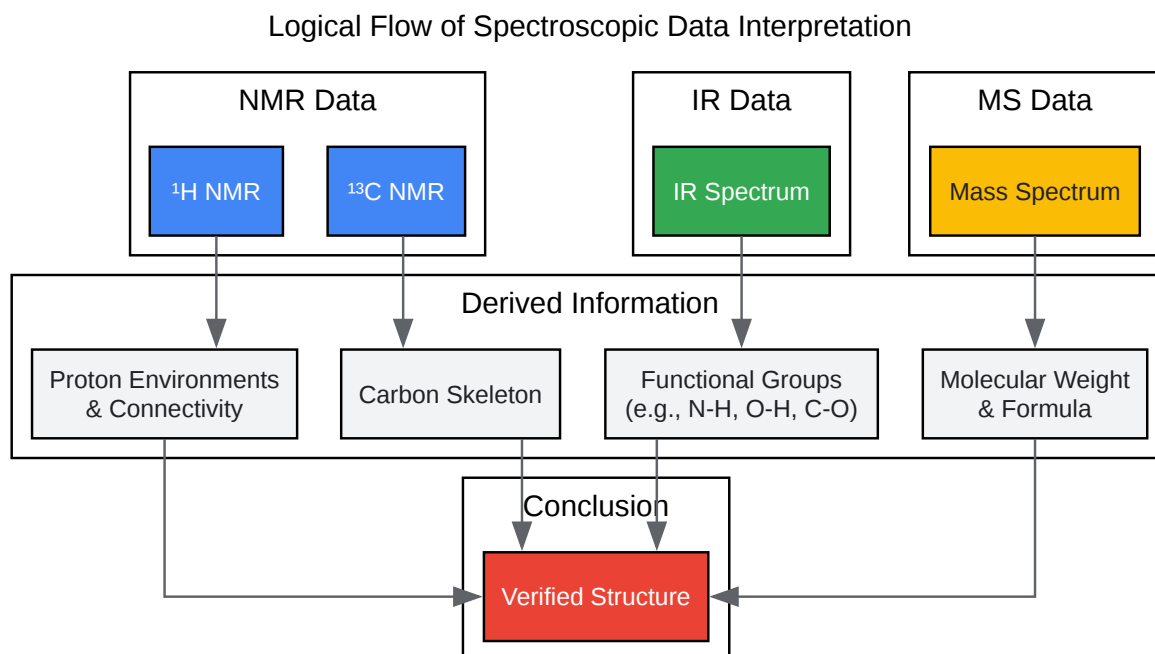 Logical Flow of Spectroscopic Data Interpretation
NMR Data
IR Data
MS Data
¹H NMR
¹³C NMR
IR Spectrum
Mass Spectrum
Derived Information
Proton Environments
& Connectivity
Carbon Skeleton
Functional Groups
(e.g., N-H, O-H, C-O)
Molecular Weight
& Formula
Conclusion
Verified Structure